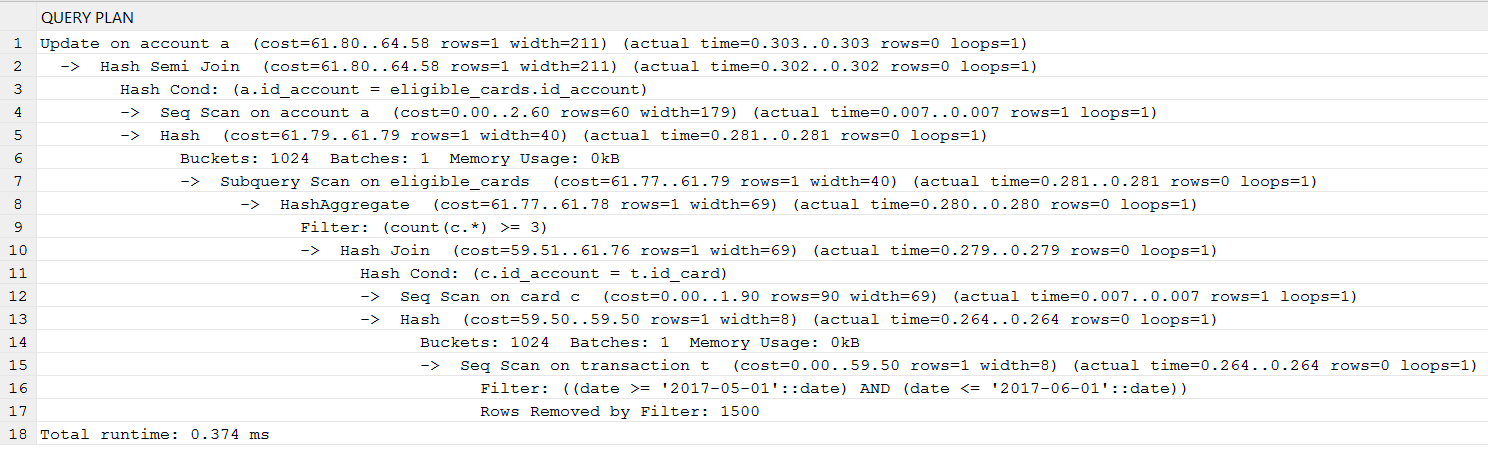 QUERY PLAN
1 Update on account a  (cost=61.80..64.58 rows=1 width=211) (actual time=0.303..0.303 rows=0 loops=1)
2   ->  Hash Semi Join  (cost=61.80..64.58 rows=1 width=211) (actual time=0.302..0.302 rows=0 loops=1)
3         Hash Cond: (a.id_account = eligible_cards.id_account)
4         ->  Seq Scan on account a  (cost=0.00..2.60 rows=60 width=179) (actual time=0.007..0.007 rows=1 loops=1)
5         ->  Hash  (cost=61.79..61.79 rows=1 width=40) (actual time=0.281..0.281 rows=0 loops=1)
6               Buckets: 1024  Batches: 1  Memory Usage: 0kB
7               ->  Subquery Scan on eligible_cards  (cost=61.77..61.79 rows=1 width=40) (actual time=0.281..0.281 rows=0 loops=1)
8                     ->  HashAggregate  (cost=61.77..61.78 rows=1 width=69) (actual time=0.280..0.280 rows=0 loops=1)
9                           Filter: (count(c.*) >= 3)
10                           ->  Hash Join  (cost=59.51..61.76 rows=1 width=69) (actual time=0.279..0.279 rows=0 loops=1)
11                                 Hash Cond: (c.id_account = t.id_card)
12                                 ->  Seq Scan on card c  (cost=0.00..1.90 rows=90 width=69) (actual time=0.007..0.007 rows=1 loops=1)
13                                 ->  Hash  (cost=59.50..59.50 rows=1 width=8) (actual time=0.264..0.264 rows=0 loops=1)
14                                       Buckets: 1024  Batches: 1  Memory Usage: 0kB
15                                       ->  Seq Scan on transaction t  (cost=0.00..59.50 rows=1 width=8) (actual time=0.264..0.264 rows=0 loops=1)
16                                             Filter: ((date >= '2017-05-01'::date) AND (date <= '2017-06-01'::date))
17                                             Rows Removed by Filter: 1500
18 Total runtime: 0.374 ms